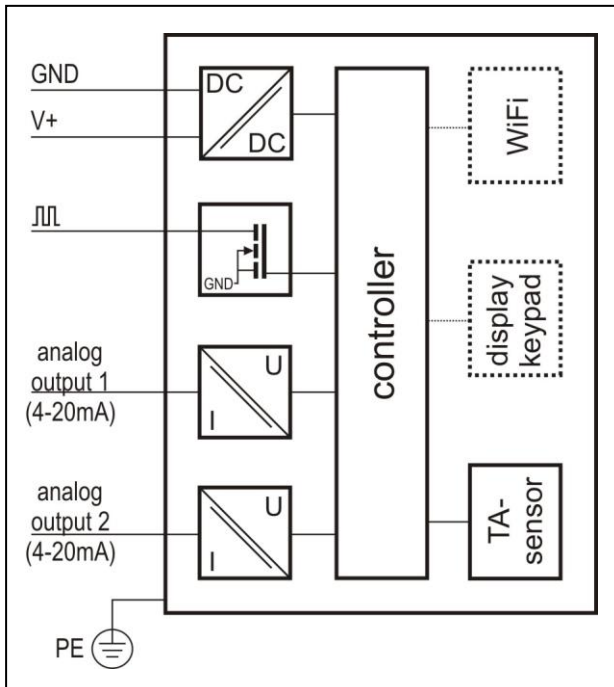 GND
V+
DC
DC
GND
analog
output 1
(4-20mA)
U
I
analog
output 2
(4-20mA)
U
I
PE
controller
WiFi
display
keypad
TA-
sensor